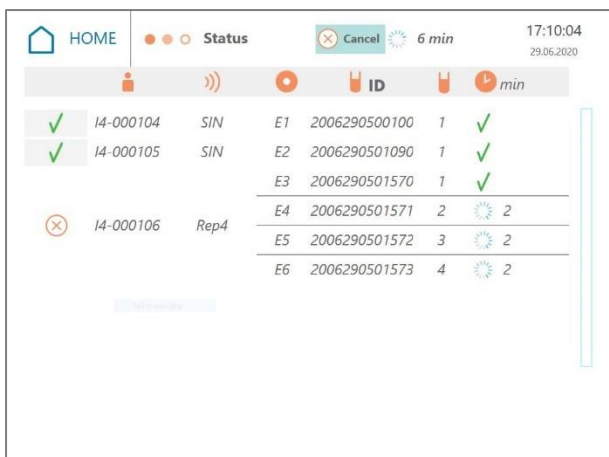 HOME Status Cancel 6 min 17:10:04
29.06.2020
))) ID min
I4-000104 SIN E1 2006290500100 1
I4-000105 SIN E2 2006290501090 1
E3 2006290501570 1
I4-000106 Rep4 E4 2006290501571 2 2
E5 2006290501572 3 2
E6 2006290501573 4 2